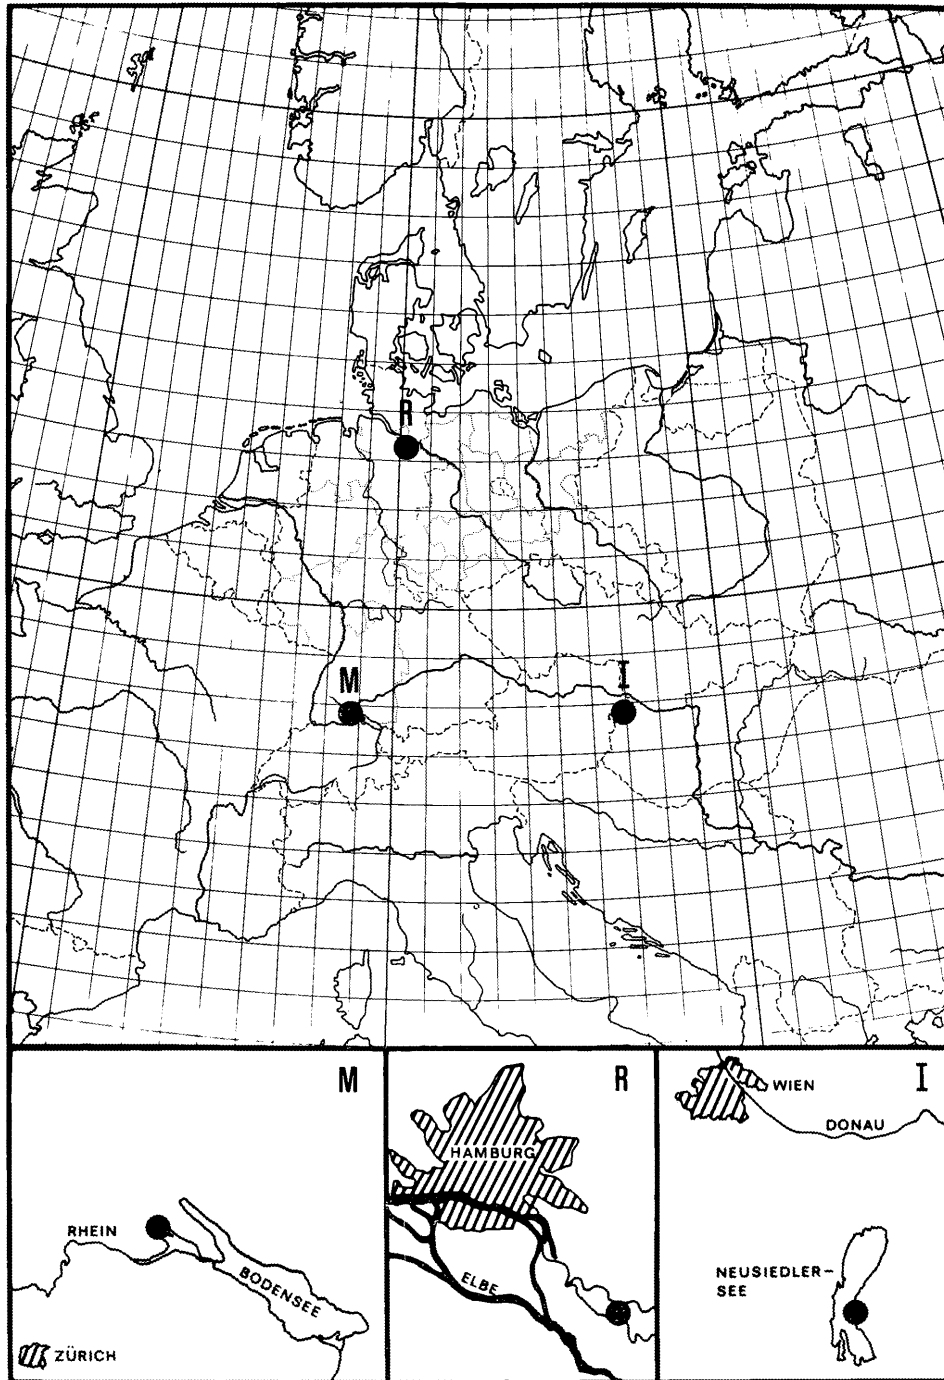 R
M
I
M
RHEIN
BODENSEE
ZÜRICH
R
HAMBURG
ELBE
I
WIEN
DONAU
NEUSIEDLER-
SEE